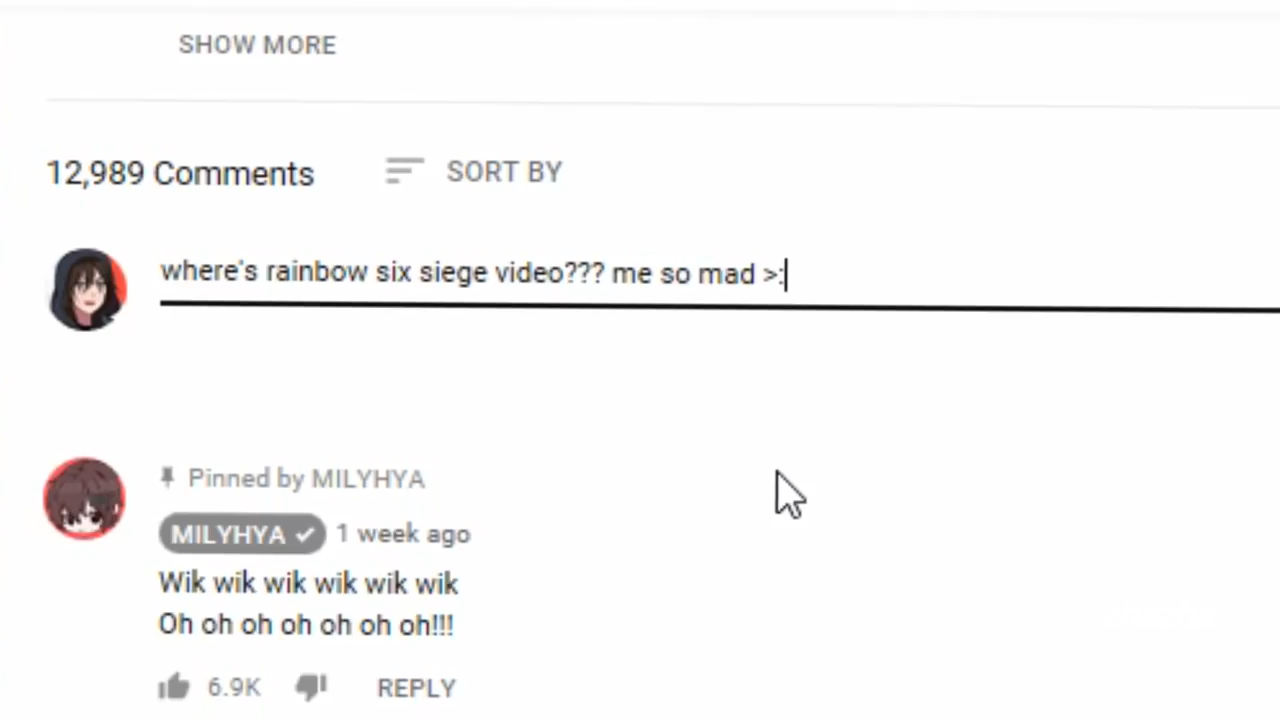 SHOW MORE
12,989 Comments
SORT BY
where's rainbow six siege video??? me so mad >:
Pinned by MILYHYA
MILYHYA 1 week ago
Wik wik wik wik wik wik
Oh oh oh oh oh oh oh!!!
6.9K REPLY